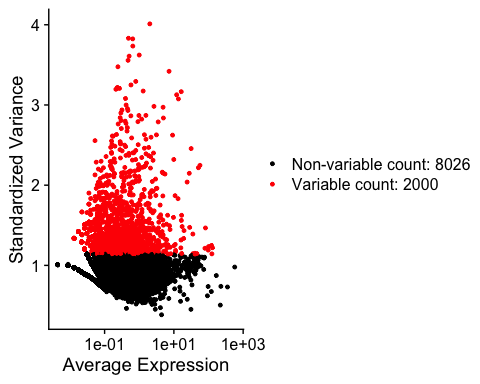 4
3
2
1
Standardized Variance
1e-01 1e+01 1e+03
Average Expression
Non-variable count: 8026
Variable count: 2000